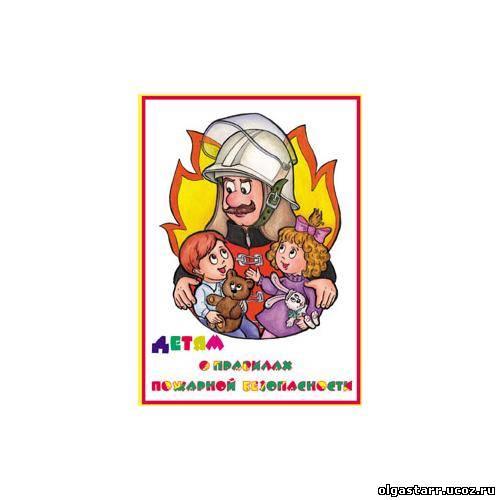 ДЕТЯМ
О ПРАВИЛАХ
ПОЖАРНОЙ БЕЗОПАСНОСТИ
olgastarr.ucoz.ru